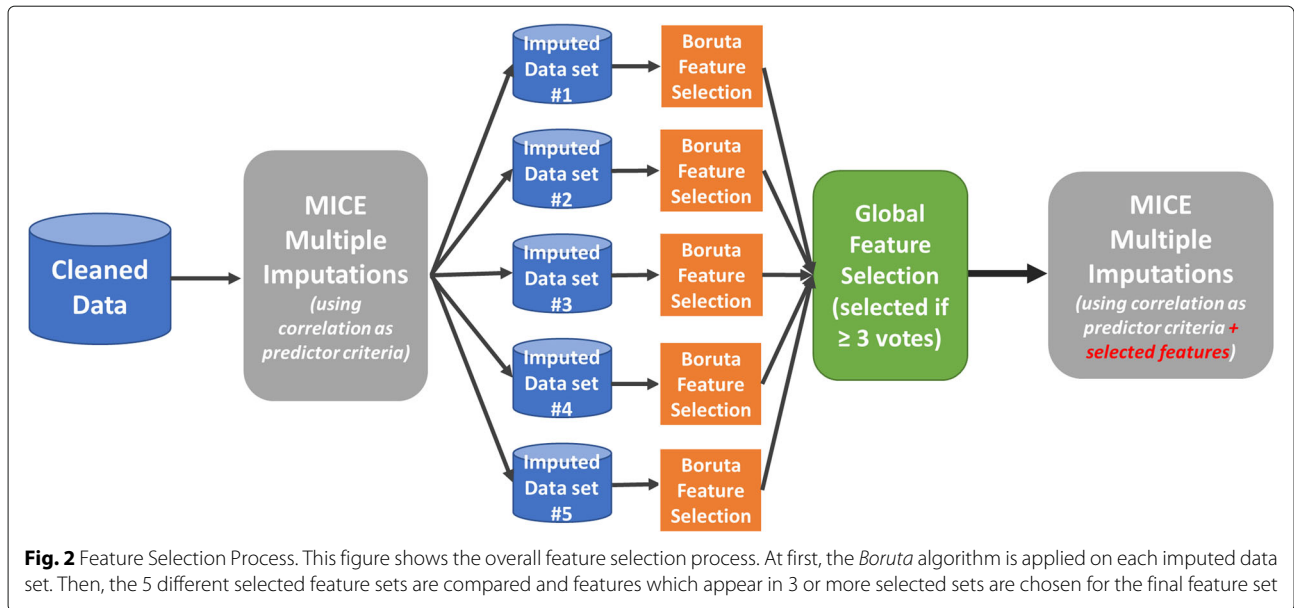 Cleaned
Data
MICE
Multiple
Imputations
(using
correlation as
predictor criteria)
Imputed
Data set
#1
Boruta
Feature
Selection
Imputed
Data set
#2
Boruta
Feature
Selection
Imputed
Data set
#3
Boruta
Feature
Selection
Imputed
Data set
#4
Boruta
Feature
Selection
Imputed
Data set
#5
Boruta
Feature
Selection
Global
Feature
Selection
(selected if
≥ 3 votes)
MICE
Multiple
Imputations
(using correlation as
predictor criteria +
selected features)
Fig. 2 Feature Selection Process. This figure shows the overall feature selection process. At first, the Boruta algorithm is applied on each imputed data
set. Then, the 5 different selected feature sets are compared and features which appear in 3 or more selected sets are chosen for the final feature set